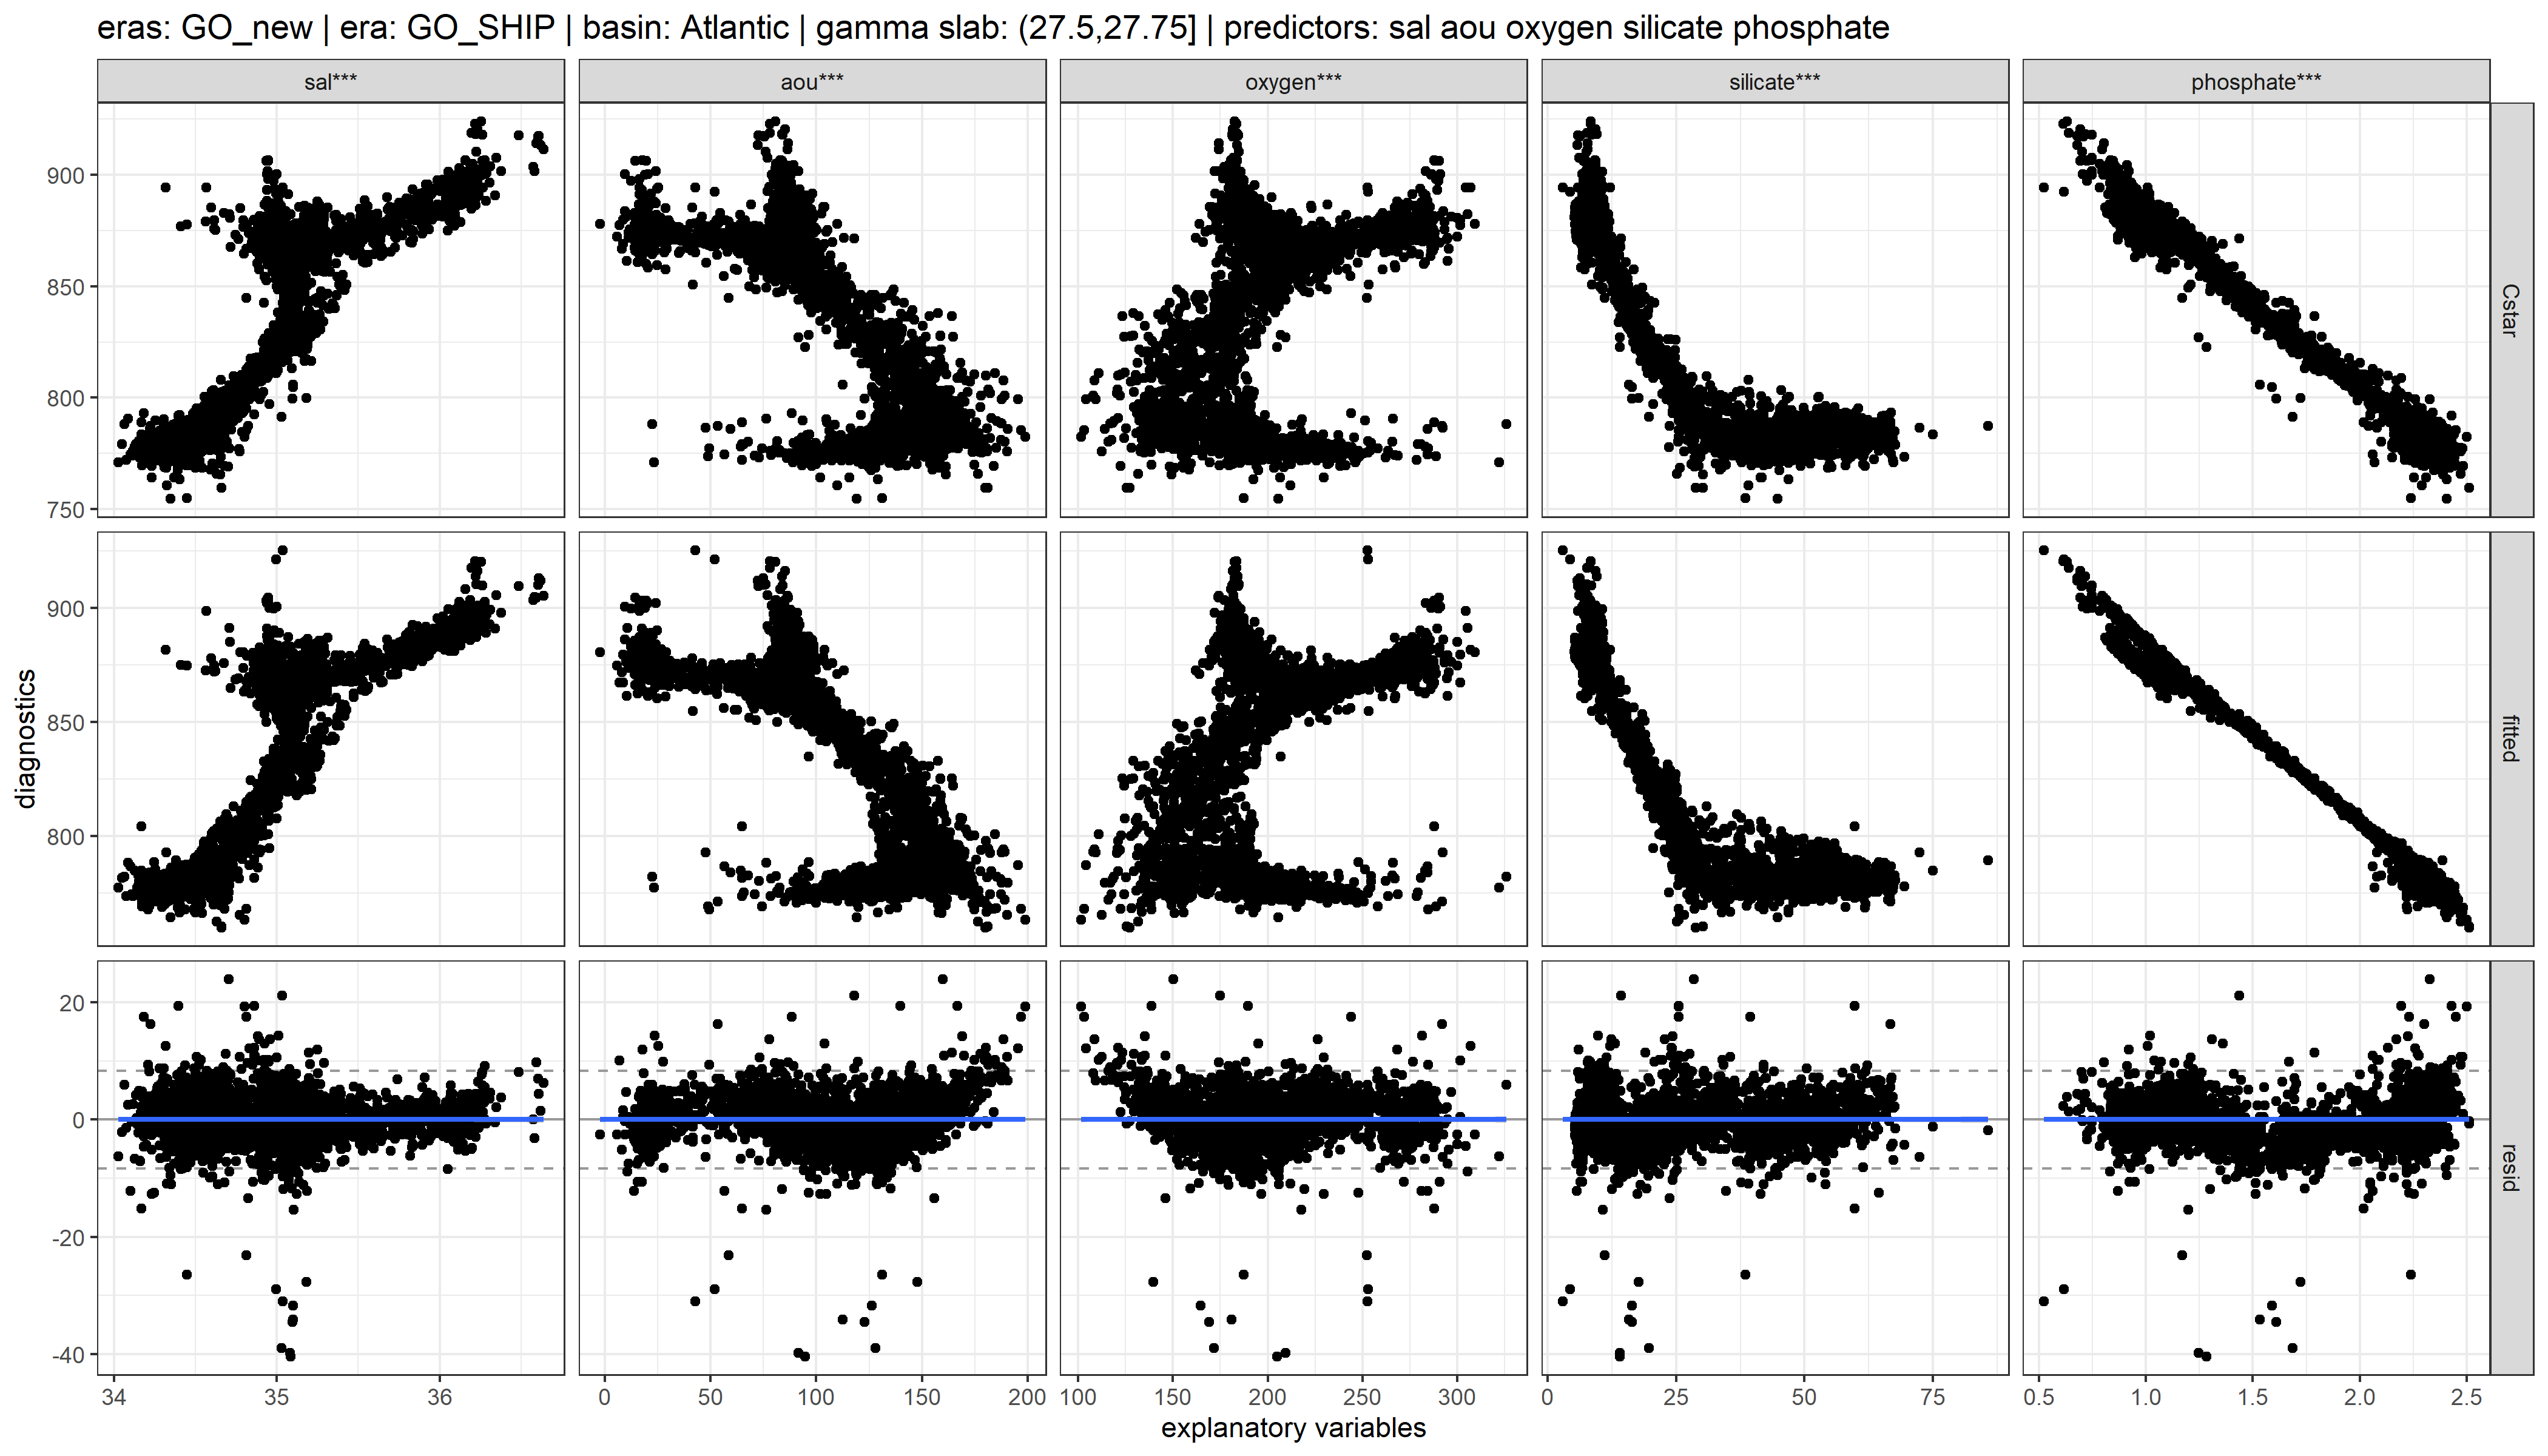 eras: GO_new | era: GO_SHIP | basin: Atlantic | gamma slab: (27.5,27.75] | predictors: sal aou oxygen silicate phosphate
sal*** aou*** oxygen*** silicate*** phosphate***
900
850
800
750
Cstar
900
850
800
fitted
diagnostics
20
0
-20
-40
resid
34 35 36
0 50 100 150 200
100 150 200 250 300
0 25 50 75
0.5 1.0 1.5 2.0 2.5
explanatory variables